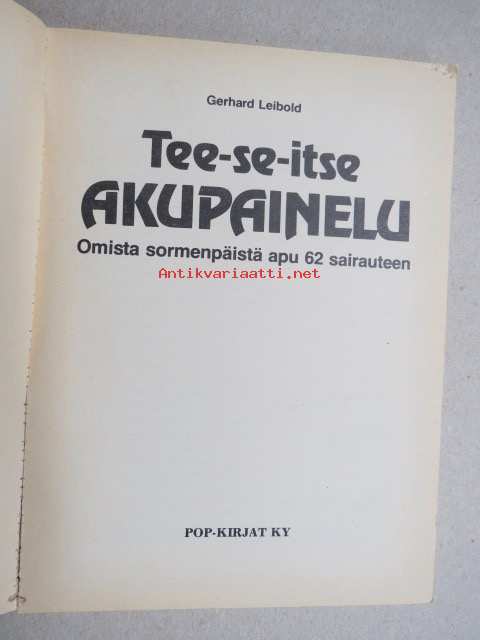 Gerhard Leibold
Tee-se-itse
AKUPAINELU
Omista sormenpäistä apu 62 sairauteen
Antikvariaatti.net
POP-KIRJAT KY